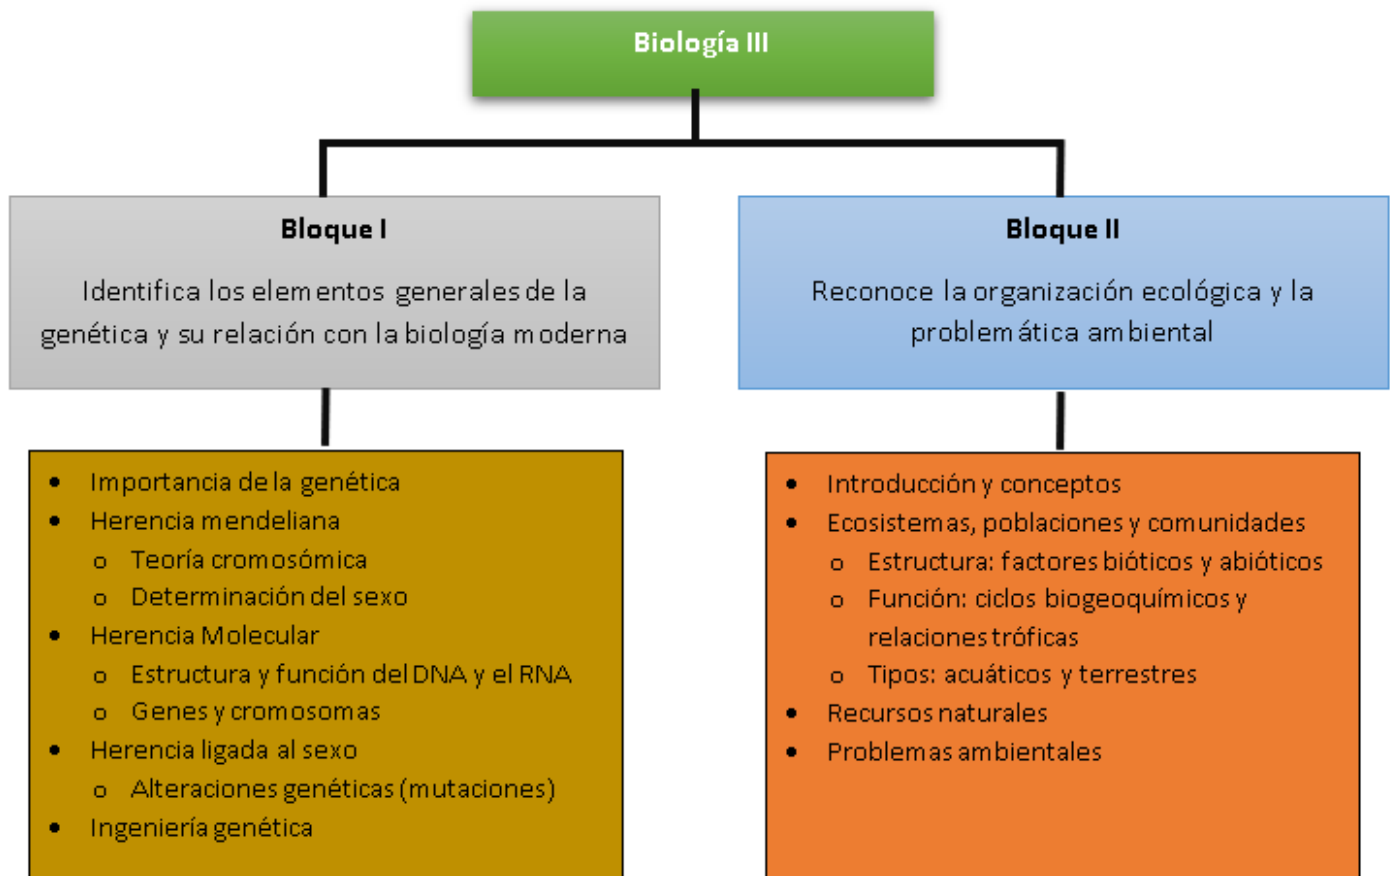 Biología III
Bloque I
Identifica los elementos generales de la
genética y su relación con la biología moderna
Bloque II
Reconoce la organización ecológica y la
problemática ambiental
• Importancia de la genética
• Herencia mendeliana
o Teoría cromosómica
o Determinación del sexo
• Herencia Molecular
o Estructura y función del DNA y el RNA
o Genes y cromosomas
• Herencia ligada al sexo
o Alteraciones genéticas (mutaciones)
• Ingeniería genética
• Introducción y conceptos
• Ecosistemas, poblaciones y comunidades
o Estructura: factores bióticos y abióticos
o Función: ciclos biogeoquímicos y
relaciones tróficas
o Tipos: acuáticos y terrestres
• Recursos naturales
• Problemas ambientales